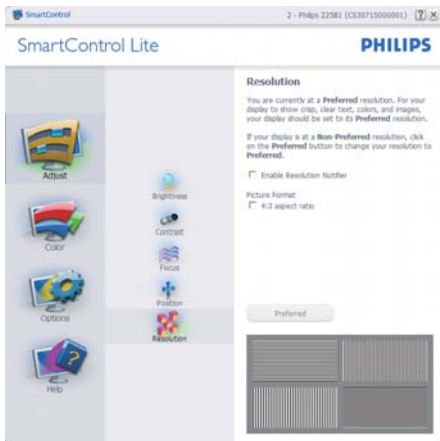 SmartControl
2 - Philips 225B1 (CS30715000001)
SmartControl Lite
PHILIPS
Adjust
Color
Options
Help
Brightness
Contrast
Focus
Position
Resolution
Resolution
You are currently at a Preferred resolution. For your
display to show crisp, clear text, colors, and images,
your display should be set to its Preferred resolution.
If your display is at a Non-Preferred resolution, click
on the Preferred button to change your resolution to
Preferred.
Enable Resolution Notifier
Picture Format
4:3 aspect ratio
Preferred